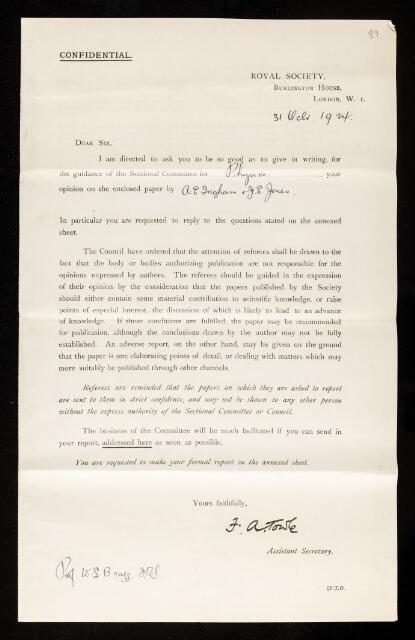 89
CONFIDENTIAL.
ROYAL SOCIETY,
BURLINGTON HOUSE,
LONDON, W. 1.
31 Octr. 1924.
DEAR SIR,
I am directed to ask you to be so good as to give in writing, for
the guidance of the Sectional Committee for Physics your
opinion on the enclosed paper by A. E. Ingham & J. E. Jones.
In particular you are requested to reply to the questions stated on the annexed
sheet.
The Council have ordered that the attention of referees shall be drawn to the
fact that the body or bodies authorizing publication are not responsible for the
opinions expressed by authors. The referees should be guided in the expression
of their opinion by the consideration that the papers published by the Society
should either contain some material contribution to scientific knowledge, or raise
points of especial interest, the discussion of which is likely to lead to an advance
of knowledge. If these conditions are fulfilled, the paper may be recommended
for publication, although the conclusions drawn by the author may not be fully
established. An adverse report, on the other hand, may be given on the ground
that the paper is one elaborating points of detail, or dealing with matters which may
more suitably be published through other channels.
Referees are reminded that the papers on which they are asked to report
are sent to them in strict confidence, and may not be shown to any other person
without the express authority of the Sectional Committee or Council.
The business of the Committee will be much facilitated if you can send in
your report, addressed here as soon as possible.
You are requested to make your formal report on the annexed sheet.
Yours faithfully,
F. A. Towle
Assistant Secretary.
Prof. W. L. Bragg, F.R.S.
[P.T.O.